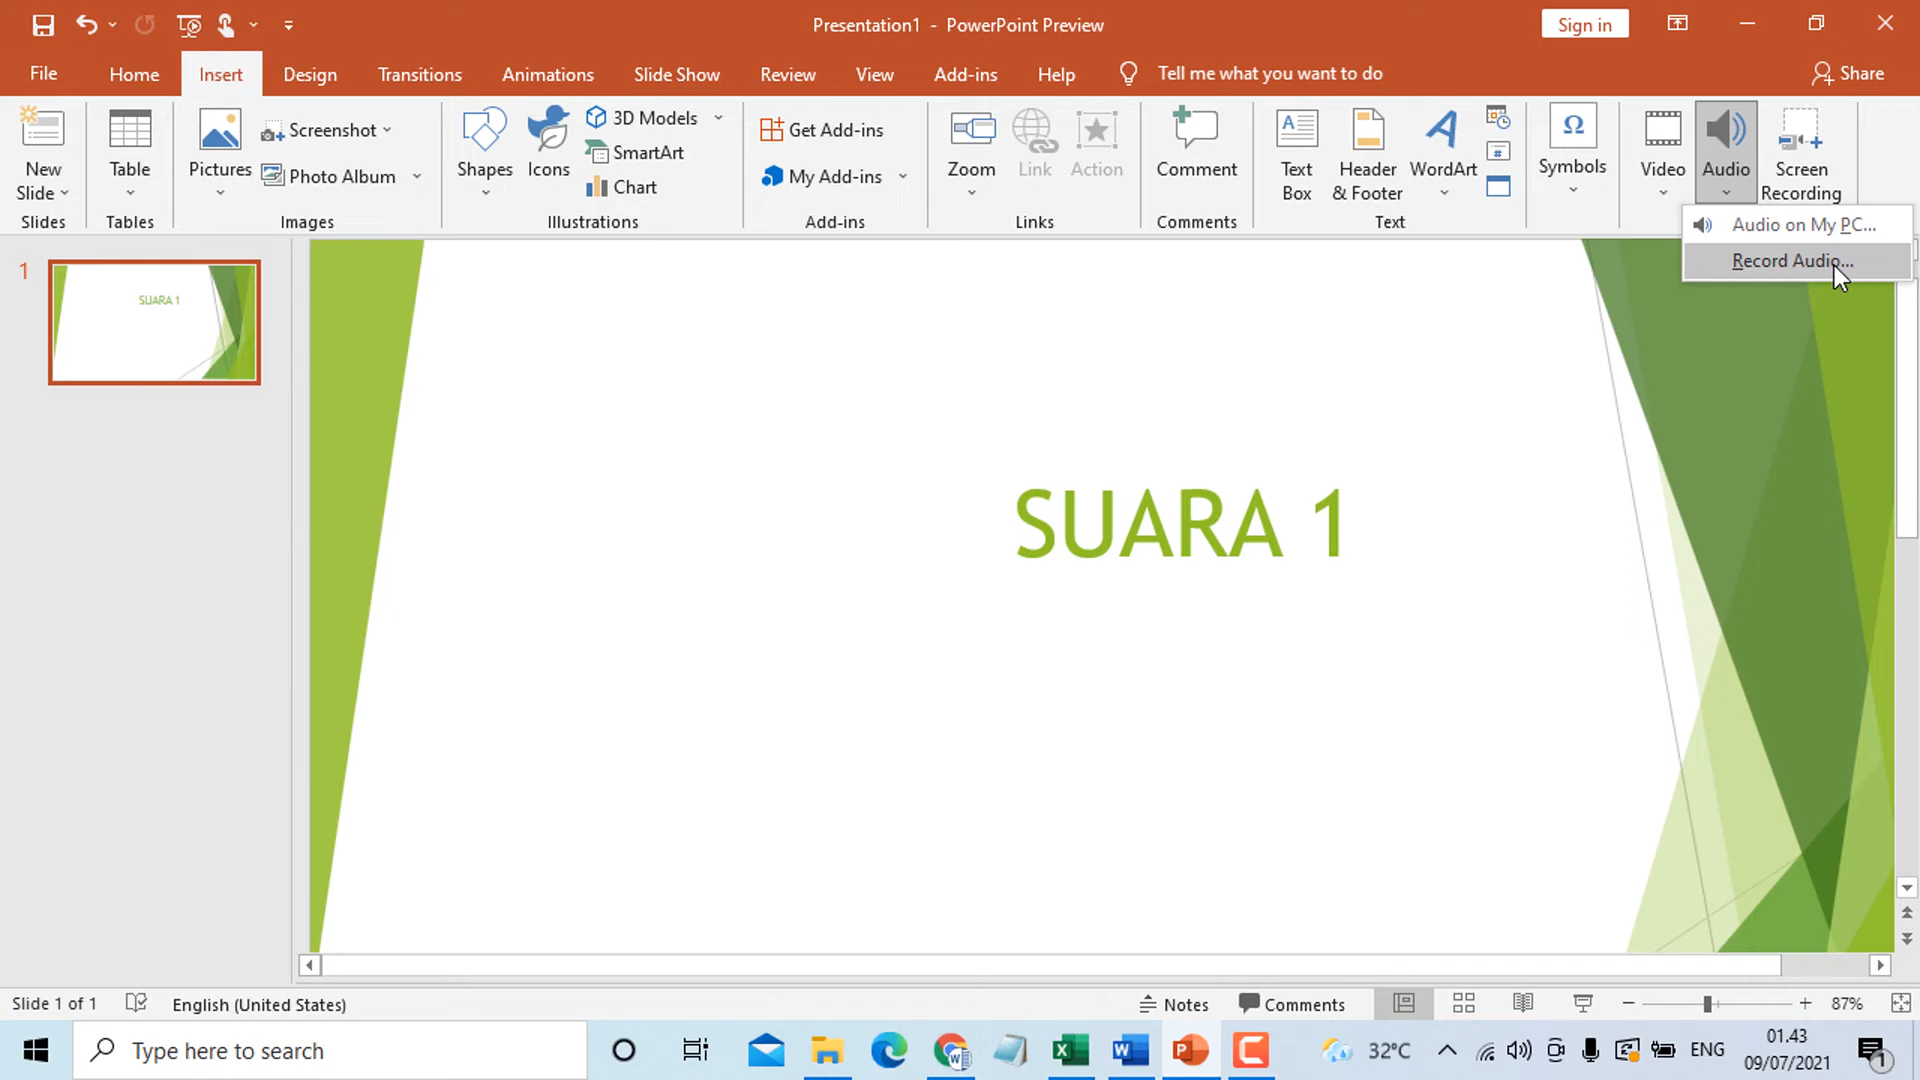 Presentation1 - PowerPoint Preview
Sign in
File Home Insert Design Transitions Animations Slide Show Review View Add-ins Help Tell me what you want to do Share
New Slide
Slides
Table
Tables
Pictures
Screenshot
Photo Album
Images
Shapes
Icons
3D Models
SmartArt
Chart
Illustrations
Get Add-ins
My Add-ins
Add-ins
Zoom
Link
Action
Links
Comment
Comments
Text Box
Header & Footer
WordArt
Text
Symbols
Video
Audio
Screen Recording
Audio on My PC...
Record Audio...
1
SUARA 1
SUARA 1
Slide 1 of 1 English (United States) Notes Comments 87%
Type here to search
32°C ENG
01.43
09/07/2021
1